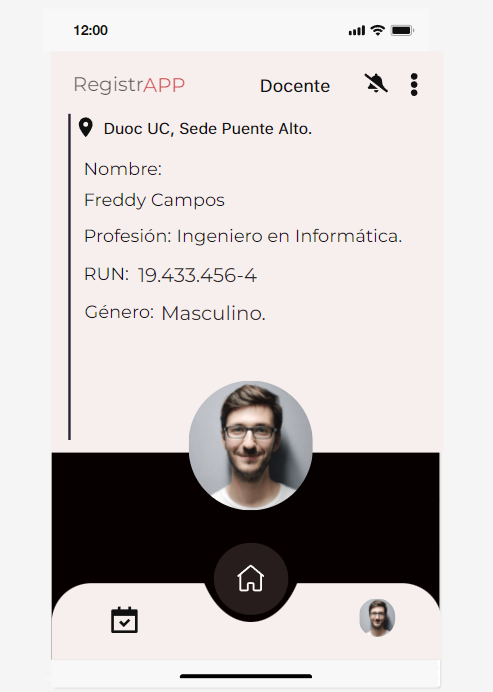 12:00
RegistrAPP Docente
Duoc UC, Sede Puente Alto.
Nombre:
Freddy Campos
Profesión: Ingeniero en Informática.
RUN: 19.433.456-4
Género: Masculino.